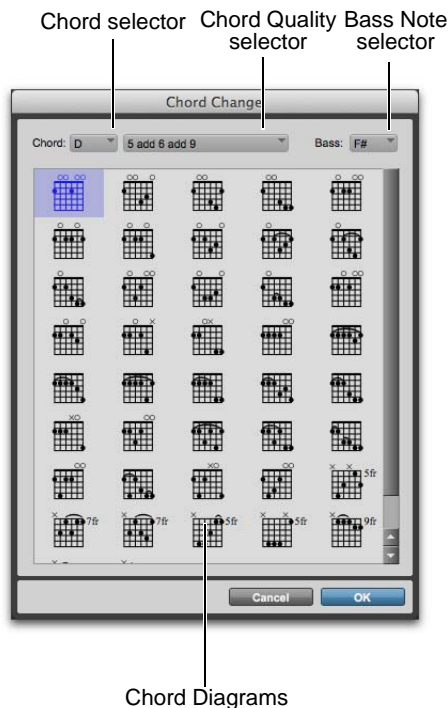 Chord selector
Chord Quality selector
Bass Note selector
Chord Change
Chord: D 5 add 6 add 9 Bass: F#
5fr
7fr 7fr 5fr 5fr 9fr
Cancel OK
Chord Diagrams